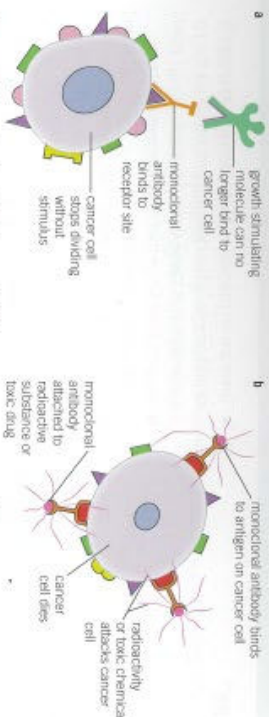 a
growth stimulating
molecule can no
longer bind to
cancer cell
monoclonal
antibody
binds to
receptor site
cancer cell
stops dividing
without
stimulus
b
monoclonal antibody binds
to antigen on cancer cell
radioactivity
or toxic chemical
attacks cancer
cell
cancer
cell dies
monoclonal
antibody
attached to
radioactive
substance or
toxic drug